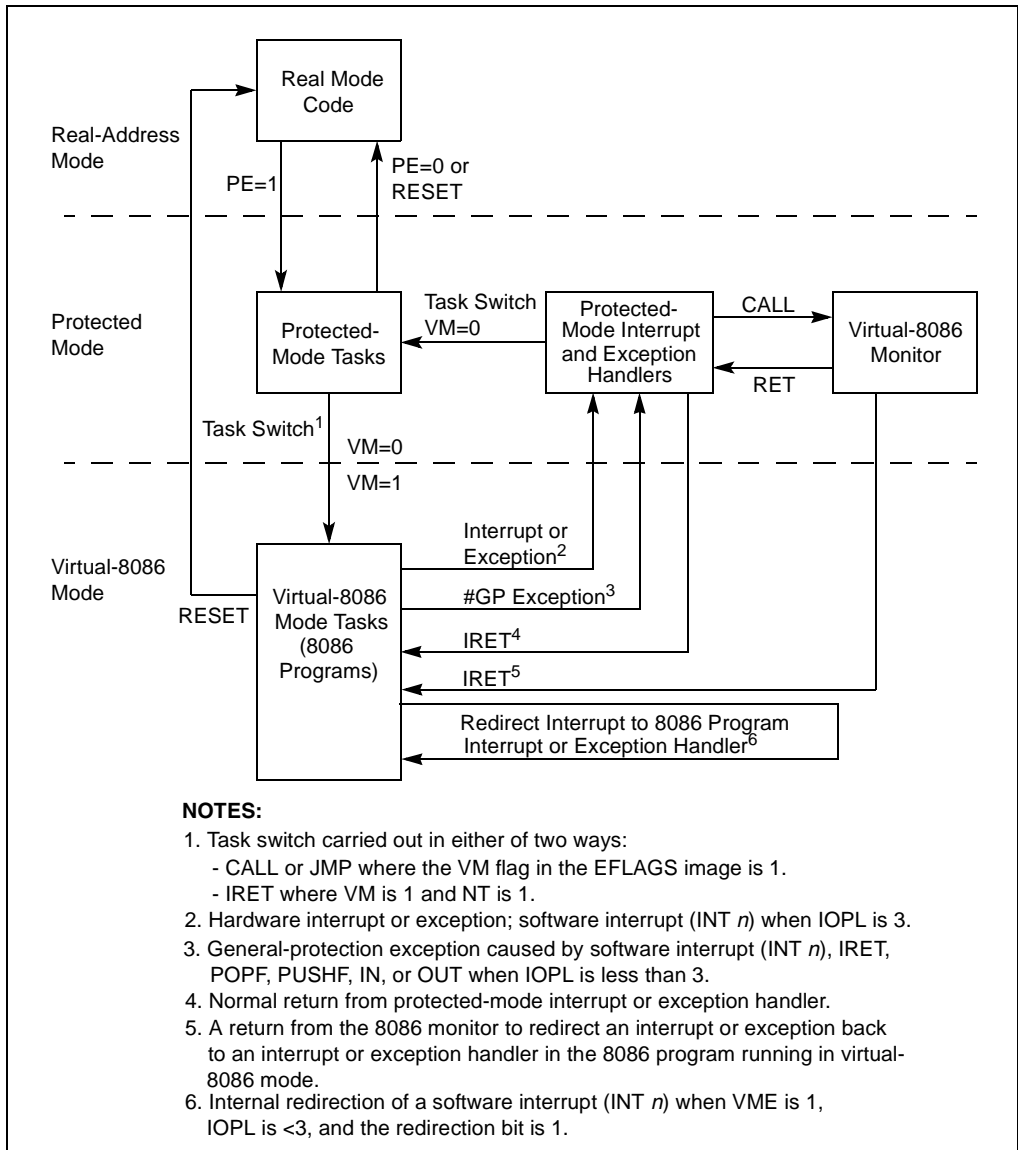 Real Mode
Code
Real-Address
Mode
PE=1
PE=0 or
RESET
Protected
Mode
Protected-
Mode Tasks
Task Switch
VM=0
Protected-
Mode Interrupt
and Exception
Handlers
CALL
RET
Virtual-8086
Monitor
Task Switch1
VM=0
VM=1
Virtual-8086
Mode
RESET
Virtual-8086
Mode Tasks
(8086
Programs)
Interrupt or
Exception2
#GP Exception3
IRET4
IRET5
Redirect Interrupt to 8086 Program
Interrupt or Exception Handler6
NOTES:
1. Task switch carried out in either of two ways:
- CALL or JMP where the VM flag in the EFLAGS image is 1.
- IRET where VM is 1 and NT is 1.
2. Hardware interrupt or exception; software interrupt (INT n) when IOPL is 3.
3. General-protection exception caused by software interrupt (INT n), IRET,
POPF, PUSHF, IN, or OUT when IOPL is less than 3.
4. Normal return from protected-mode interrupt or exception handler.
5. A return from the 8086 monitor to redirect an interrupt or exception back
to an interrupt or exception handler in the 8086 program running in virtual-
8086 mode.
6. Internal redirection of a software interrupt (INT n) when VME is 1,
IOPL is <3, and the redirection bit is 1.